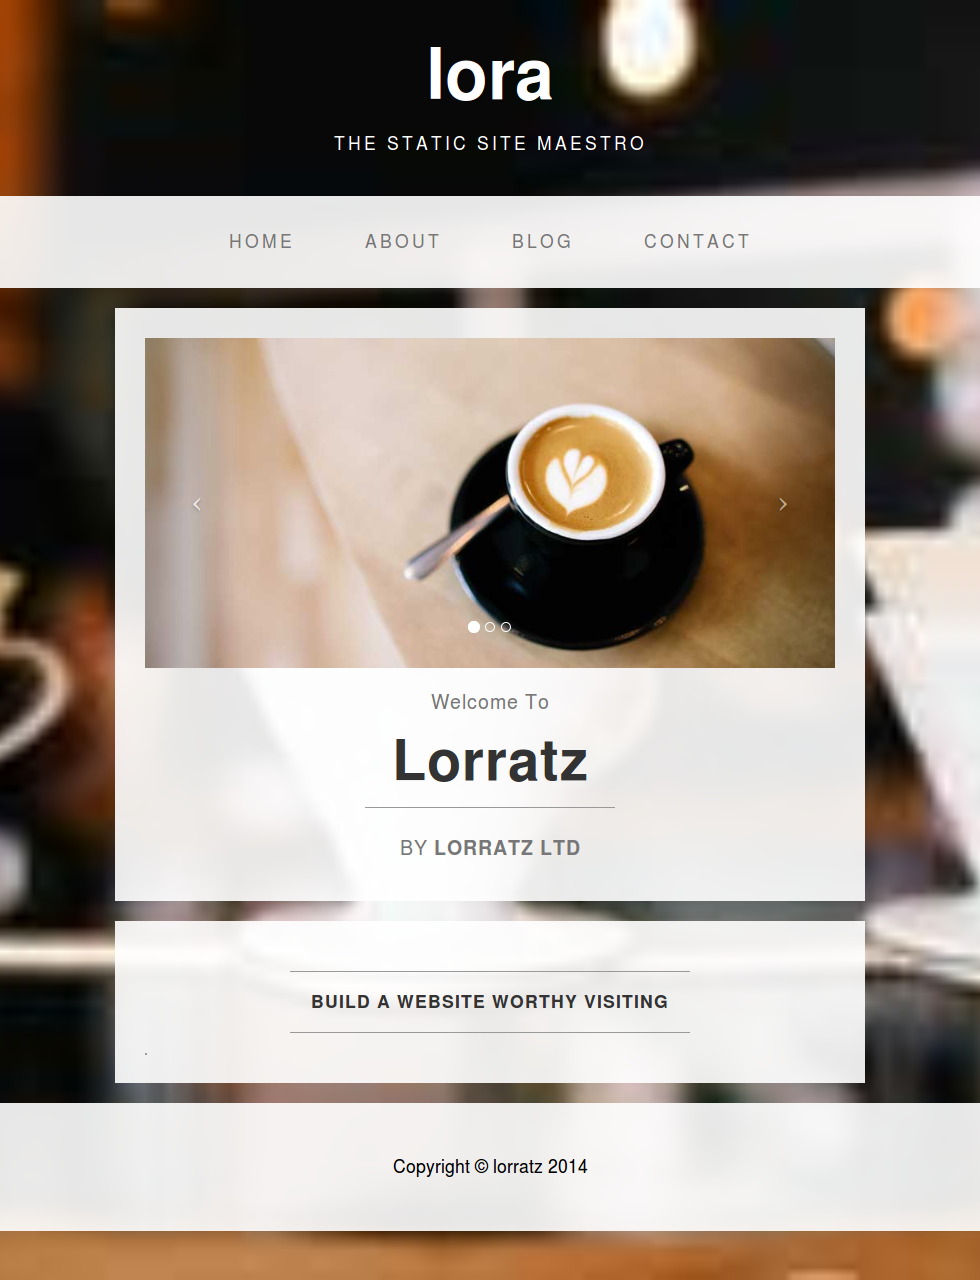 lora
THE STATIC SITE MAESTRO
HOME ABOUT BLOG CONTACT
Welcome To
Lorratz
BY LORRATZ LTD
BUILD A WEBSITE WORTHY VISITING
.
Copyright © lorratz 2014